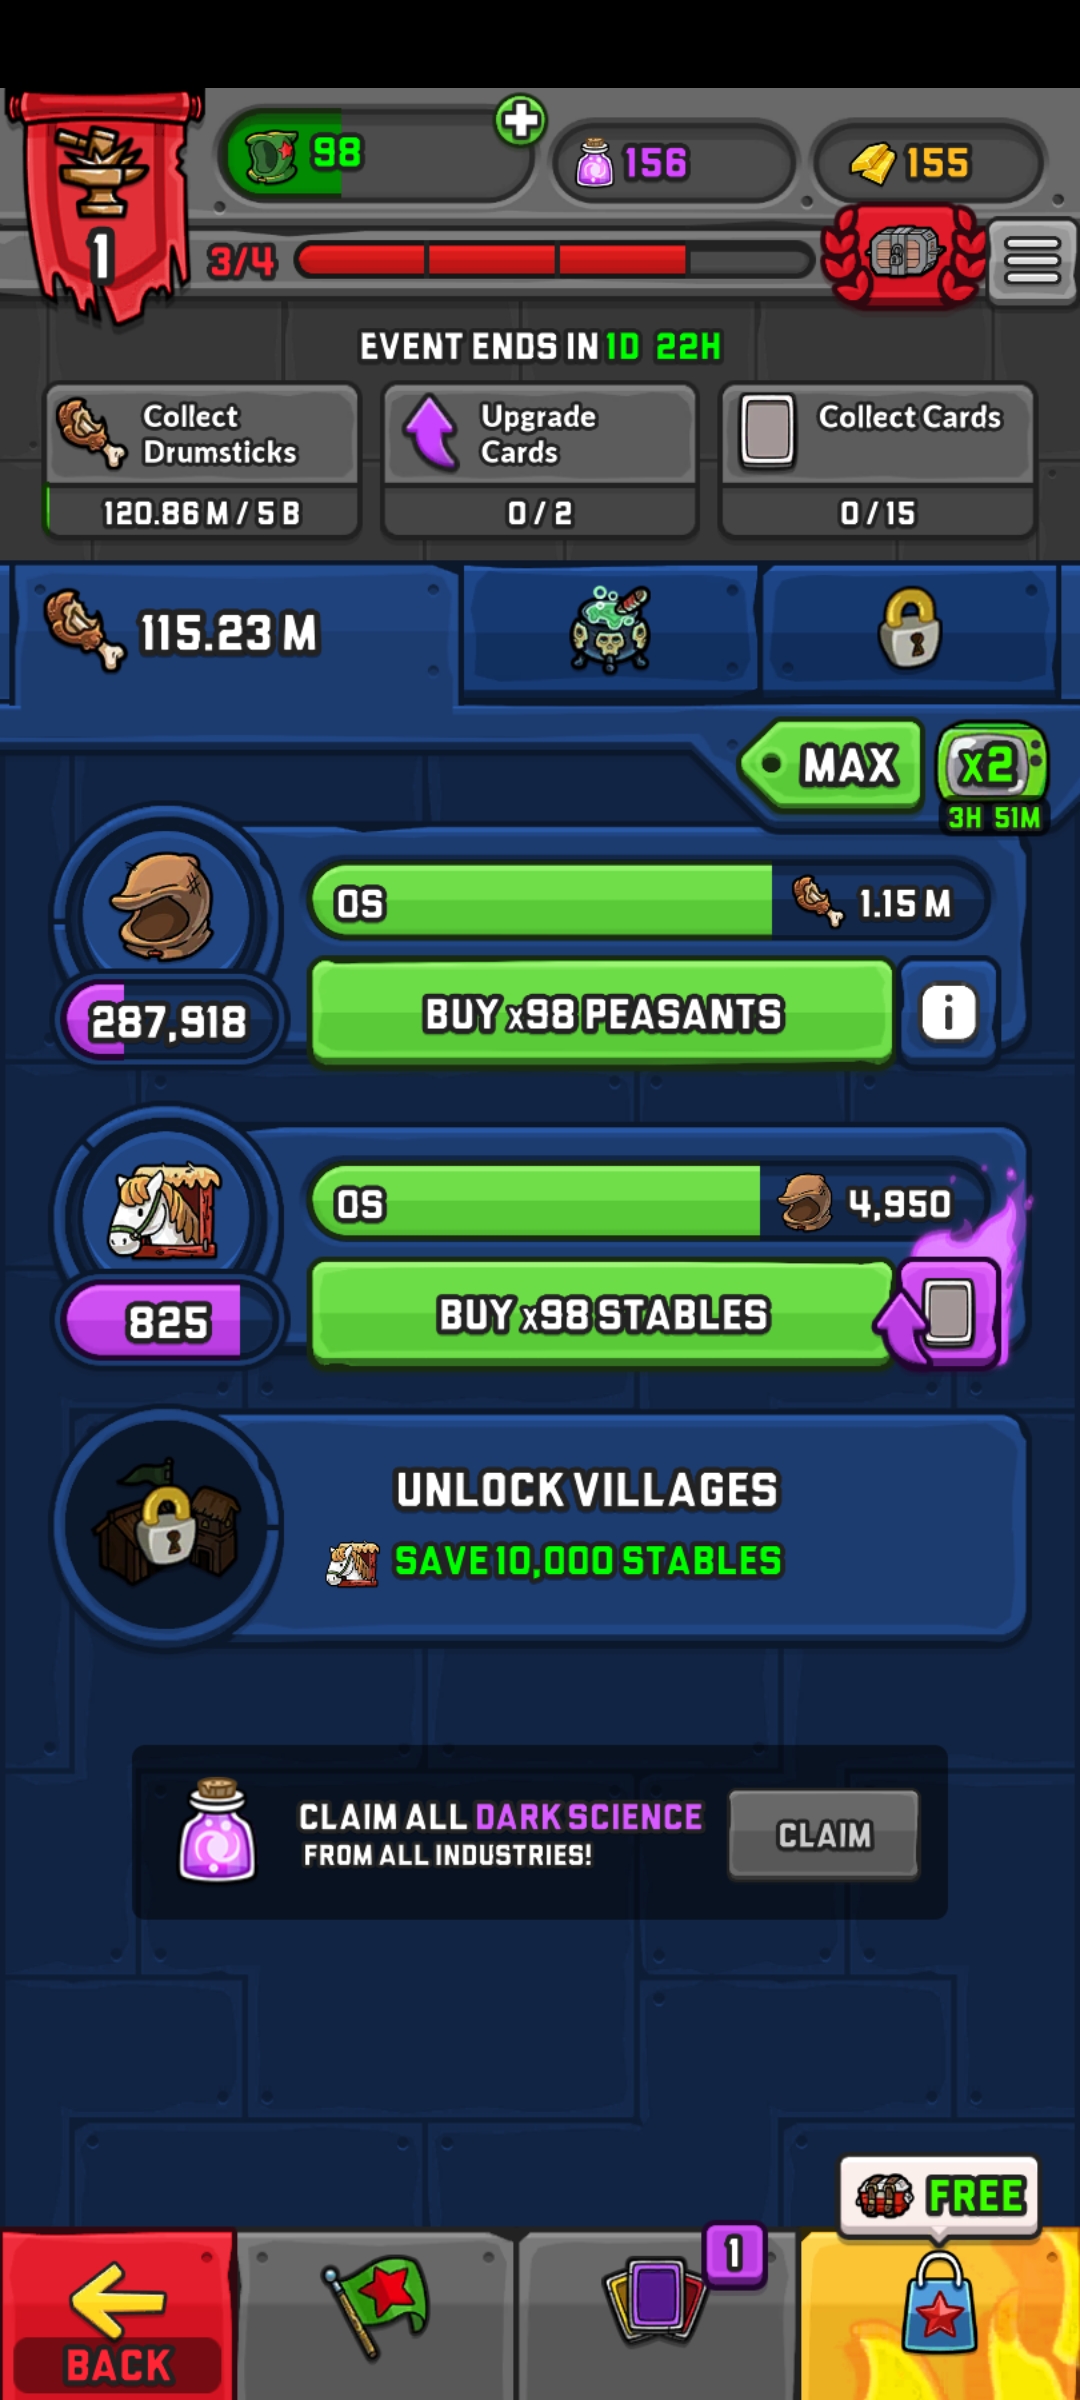 98
156
155
1
3/4
EVENT ENDS IN 1D 22H
Collect
Drumsticks
120.86 M / 5 B
Upgrade
Cards
0 / 2
Collect Cards
0 / 15
115.23 M
MAX
x2
3H 51M
0S
1.15 M
287,918
BUY x98 PEASANTS
i
0S
4,950
825
BUY x98 STABLES
UNLOCK VILLAGES
SAVE 10,000 STABLES
CLAIM ALL DARK SCIENCE
FROM ALL INDUSTRIES!
CLAIM
FREE
1
BACK